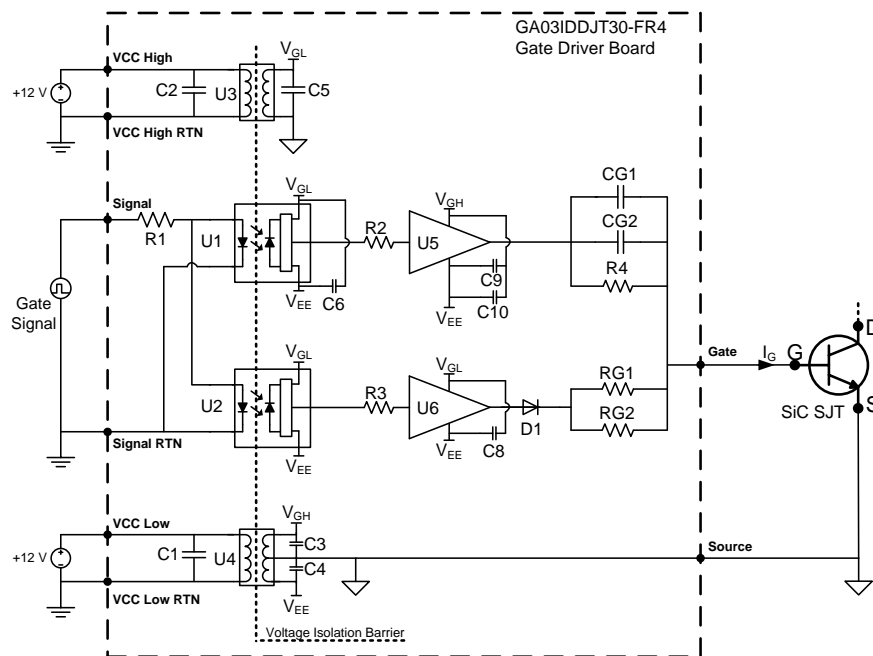 GA03IDDJT30-FR4
Gate Driver Board
VCC High
VGL
+12 V
C2
U3
C5
VCC High RTN
Signal
R1
U1
VGL
VEE
C6
R2
VGH
U5
C9
C10
VEE
CG1
CG2
R4
Gate
Signal
Gate
IG
G
D
S
SiC SJT
U2
VGL
VEE
R3
VGL
U6
VEE
C8
D1
RG1
RG2
Signal RTN
VCC Low
VGH
+12 V
C1
U4
C3
C4
VEE
VCC Low RTN
Source
Voltage Isolation Barrier